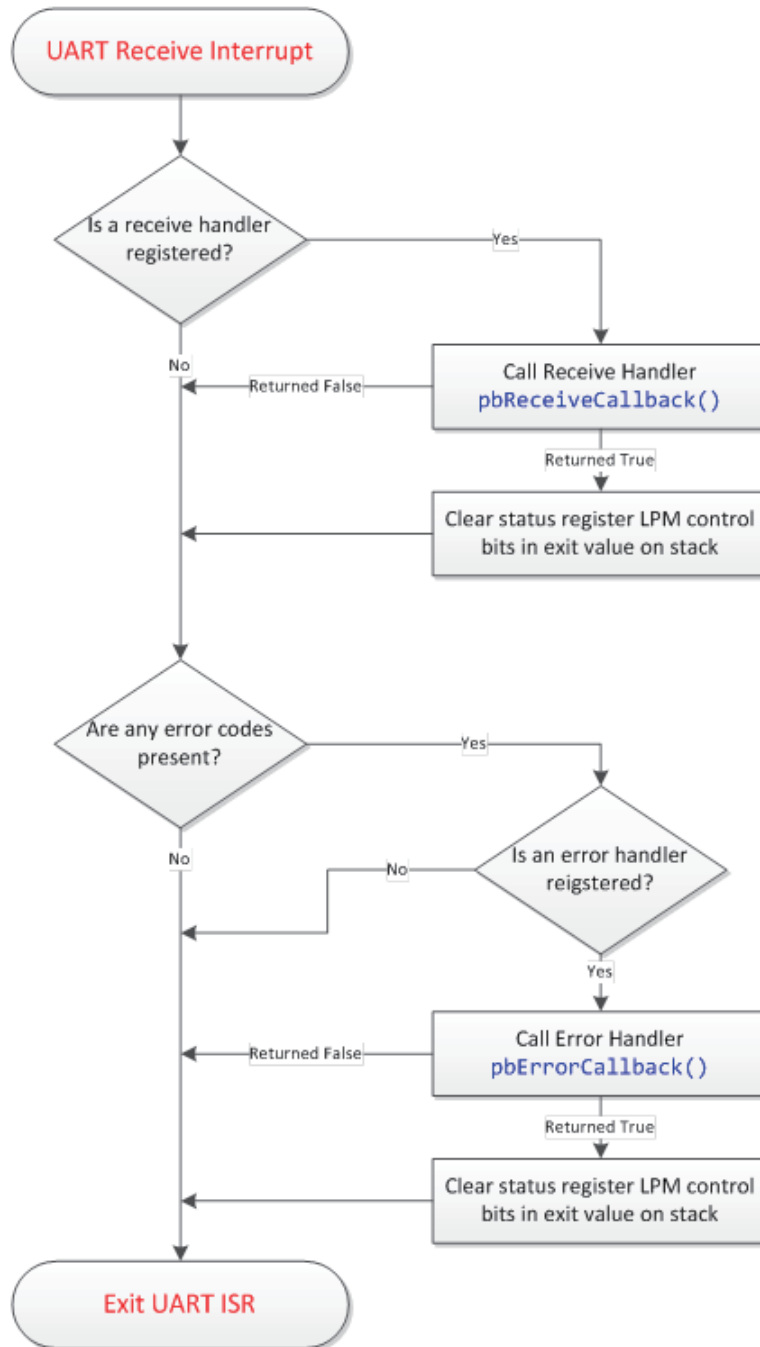 UART Receive Interrupt
Is a receive handler
registered?
Yes
No
Call Receive Handler
pbReceiveCallback()
Returned False
Returned True
Clear status register LPM control
bits in exit value on stack
Are any error codes
present?
Yes
No
Is an error handler
reigstered?
No
Yes
Call Error Handler
pbErrorCallback()
Returned False
Returned True
Clear status register LPM control
bits in exit value on stack
Exit UART ISR